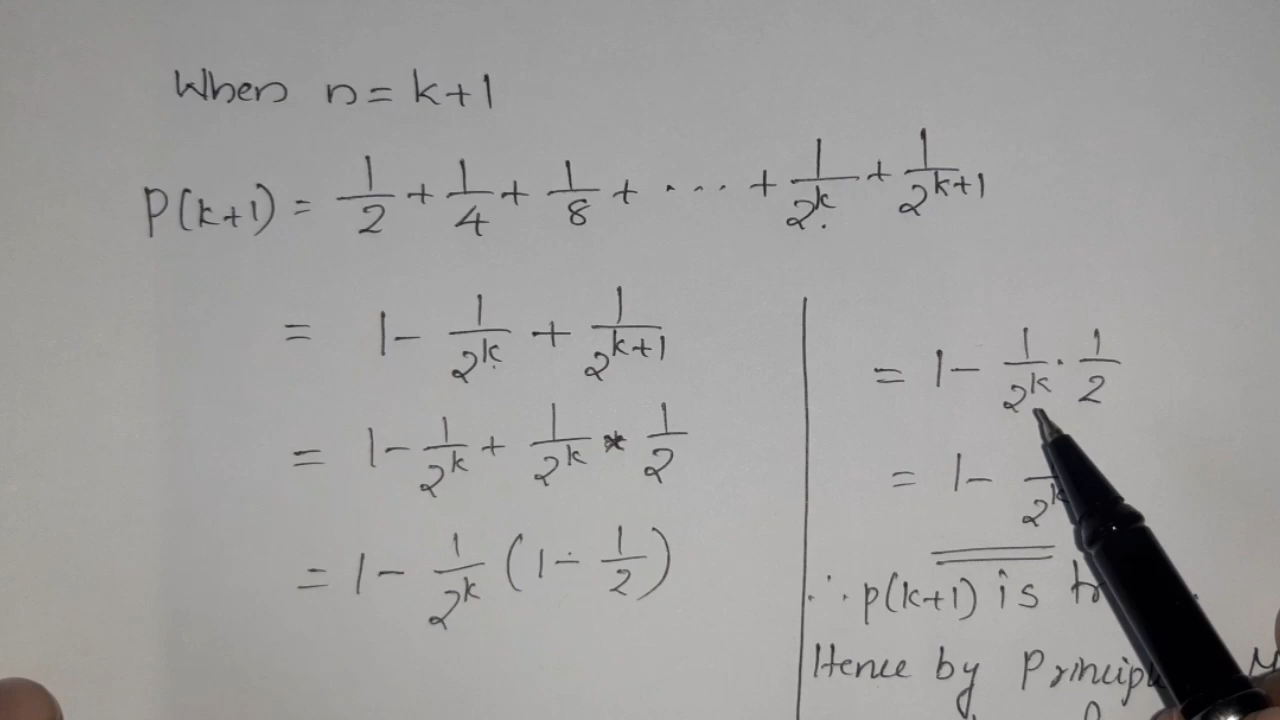 When n = k+1
P(k+1) = 1/2 + 1/4 + 1/8 + ... + 1/2^k + 1/2^(k+1)
= 1 - 1/2^k + 1/2^(k+1)
= 1 - 1/2^k + 1/2^k * 1/2
= 1 - 1/2^k (1 - 1/2)
= 1 - 1/2^k · 1/2
= 1 -
∴ p(k+1) is
Hence by